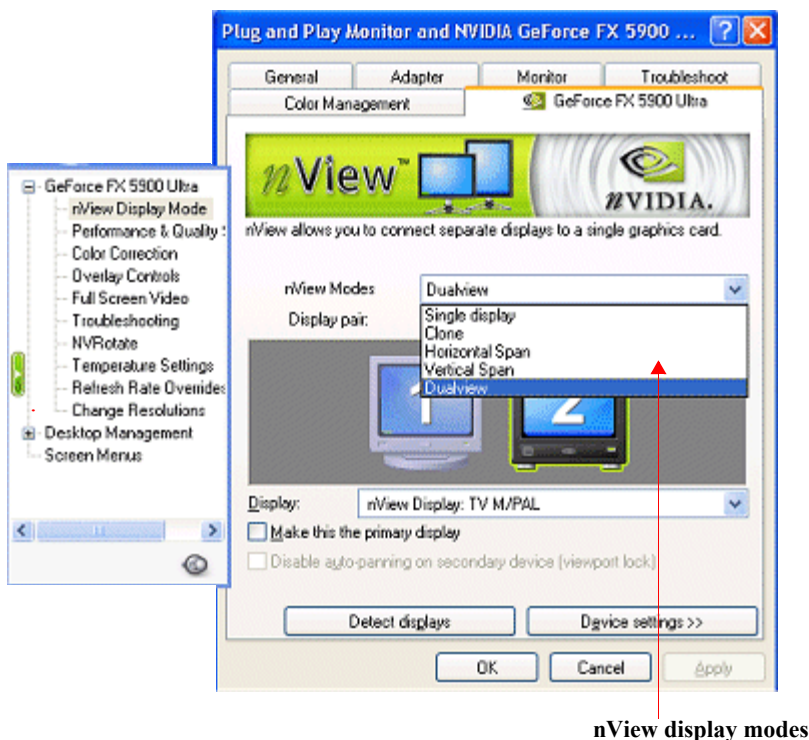 Plug and Play Monitor and NVIDIA GeForce FX 5900 ...
General Adapter Monitor Troubleshoot
Color Management GeForce FX 5900 Ultra
nView™
nVIDIA.
nView allows you to connect separate displays to a single graphics card.
nView Modes Dualview
Display pair:
Single display
Clone
Horizontal Span
Vertical Span
Dualview
1 2
Display: nView Display: TV M/PAL
Make this the primary display
Disable auto-panning on secondary device (viewport lock)
Detect displays Device settings >>
OK Cancel Apply
GeForce FX 5900 Ultra
nView Display Mode
Performance & Quality
Color Correction
Overlay Controls
Full Screen Video
Troubleshooting
NVRotate
Temperature Settings
Refresh Rate Overrides
Change Resolutions
Desktop Management
Screen Menus
nView display modes